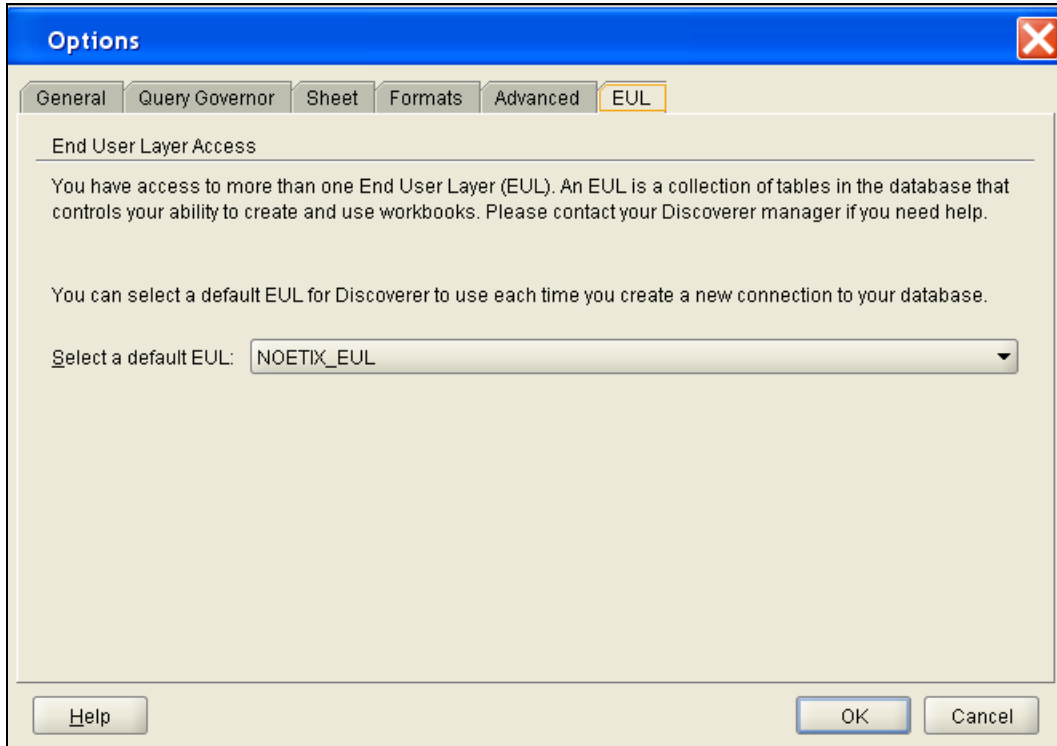 Options
General Query Governor Sheet Formats Advanced EUL
End User Layer Access
You have access to more than one End User Layer (EUL). An EUL is a collection of tables in the database that
controls your ability to create and use workbooks. Please contact your Discoverer manager if you need help.
You can select a default EUL for Discoverer to use each time you create a new connection to your database.
Select a default EUL: NOETIX_EUL
Help OK Cancel